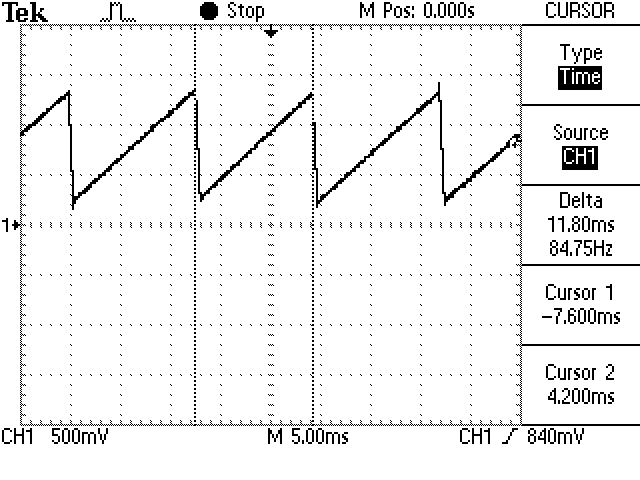 Tek Stop M Pos: 0.000s CURSOR
Type
Time
Source
CH1
Delta
11.80ms
84.75Hz
Cursor 1
−7.600ms
Cursor 2
4.200ms
1
CH1 500mV M 5.00ms CH1 840mV